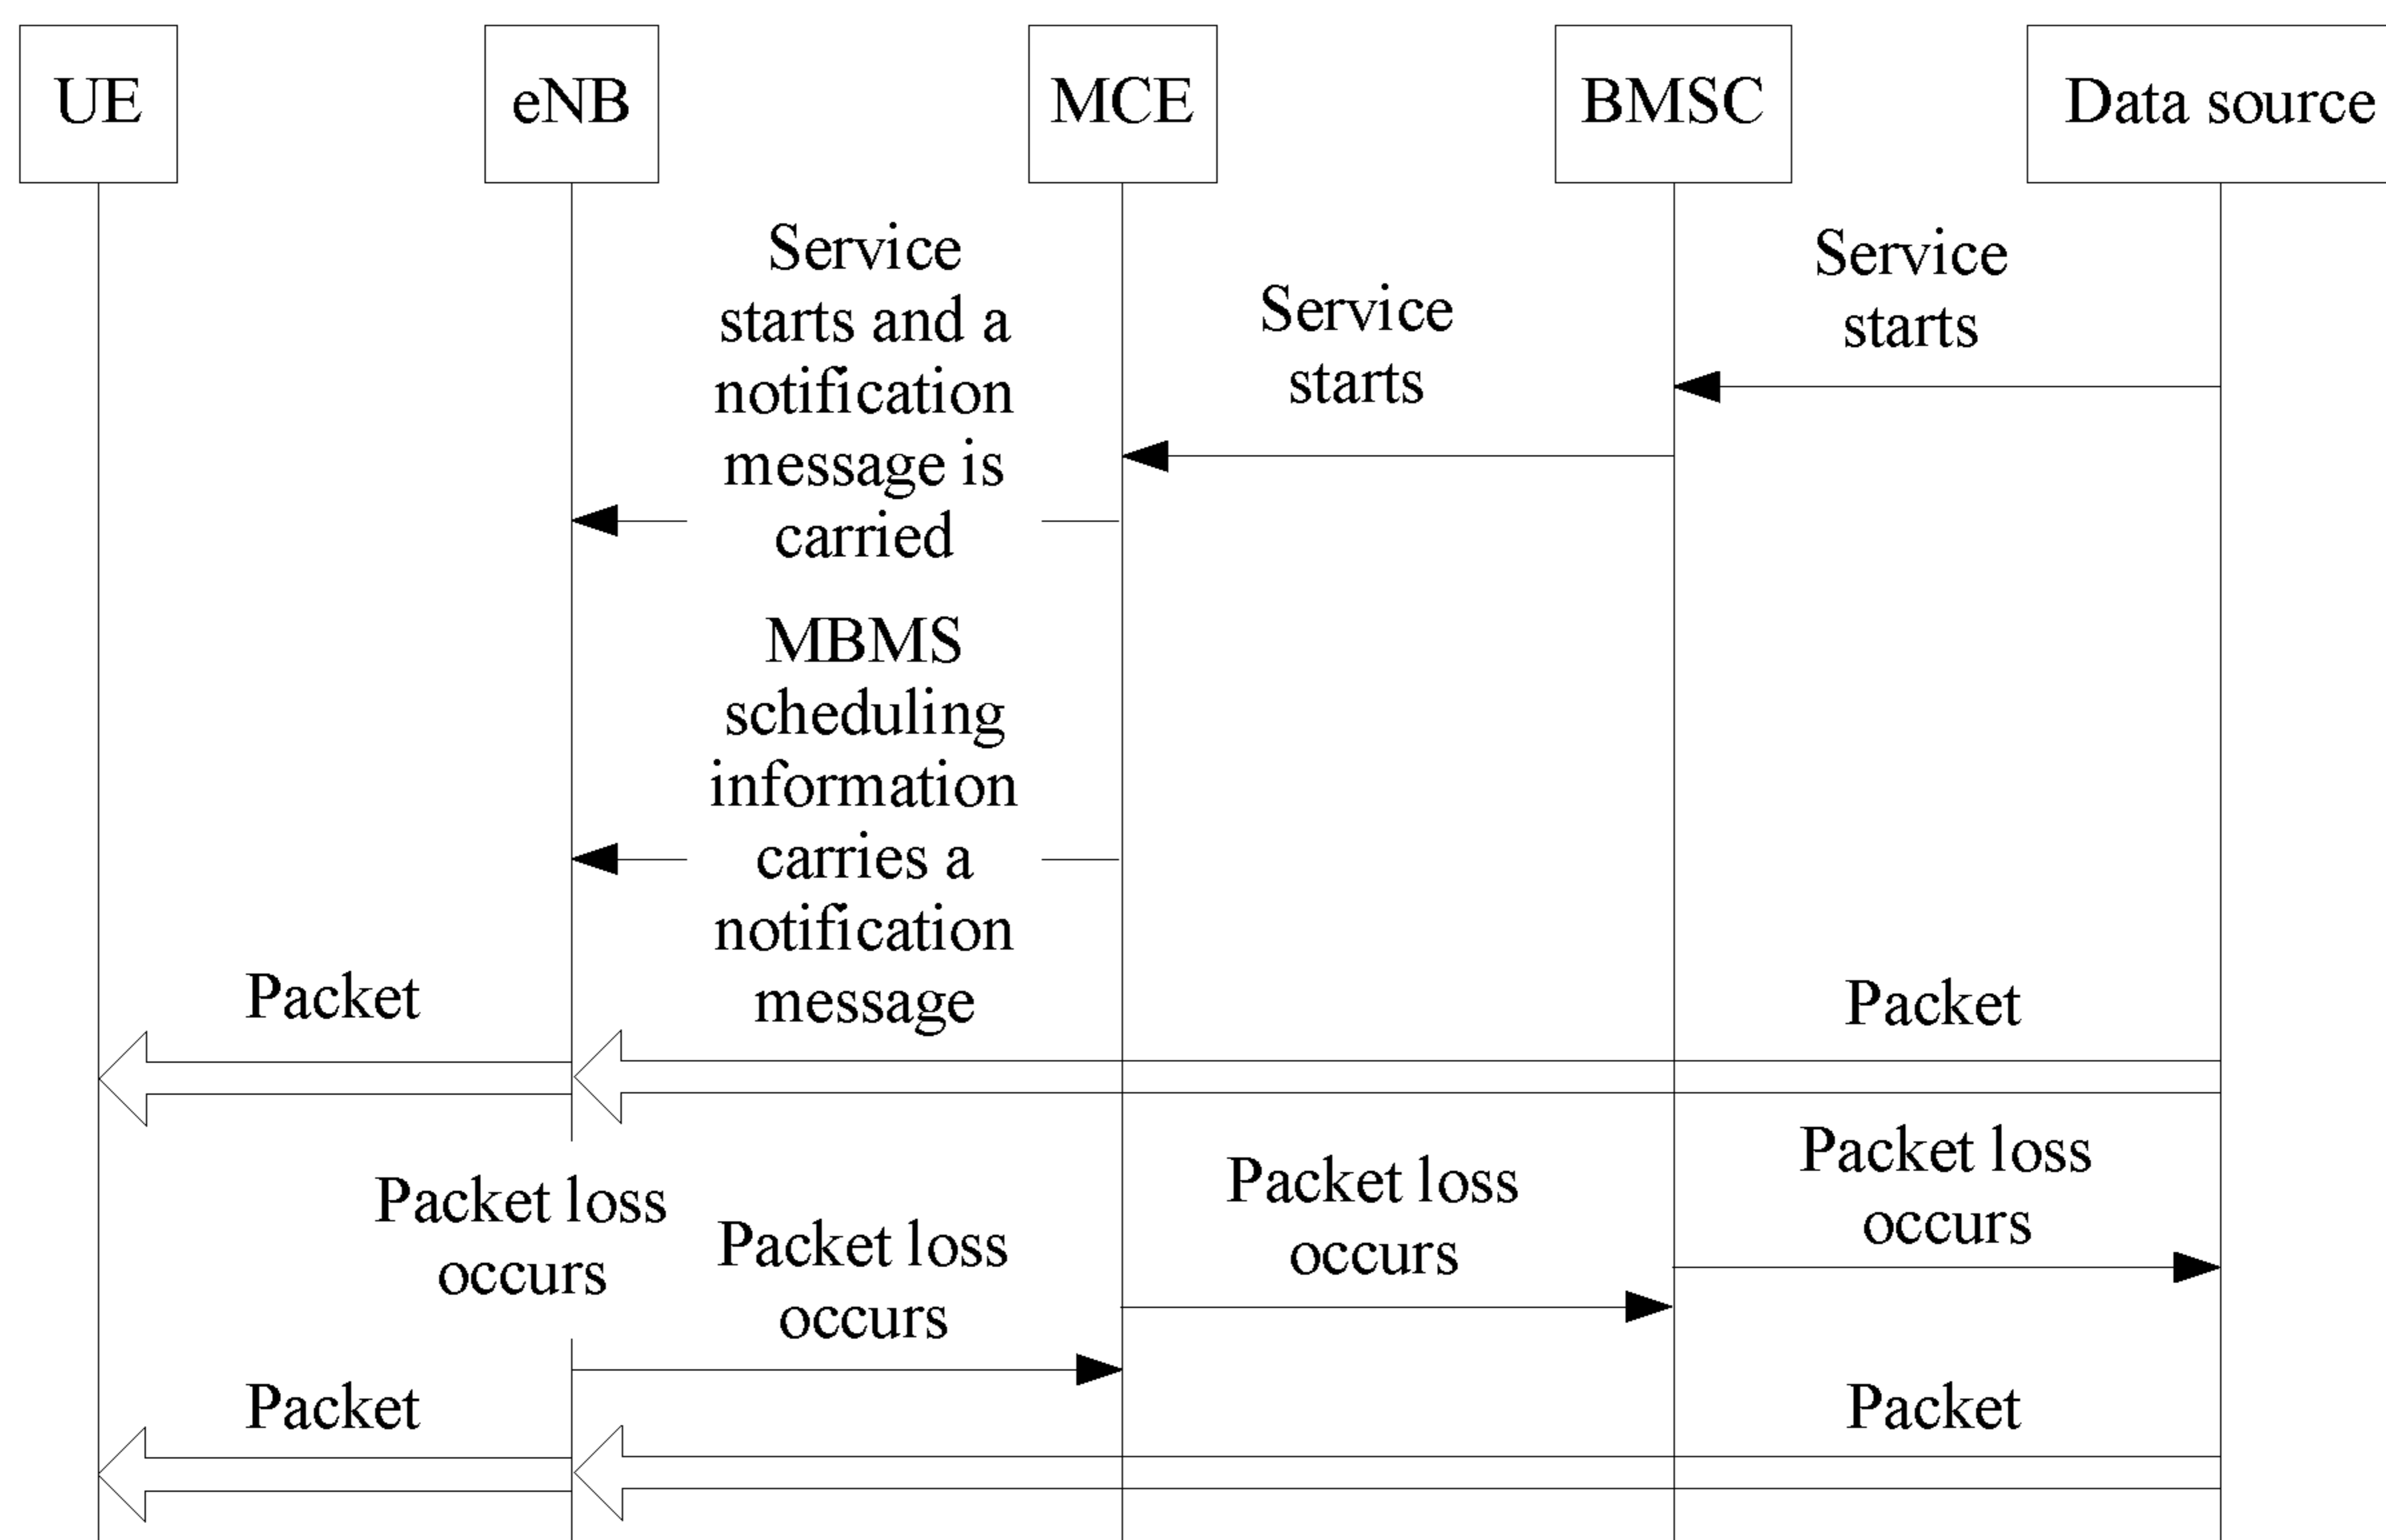 UE
eNB
MCE
BMSC
Data source
Service
starts
Service
starts
Service
starts and a
notification
message is
carried
MBMS
scheduling
information
carries a
notification
message
Packet
Packet
Packet loss
occurs
Packet loss
occurs
Packet loss
occurs
Packet loss
occurs
Packet
Packet